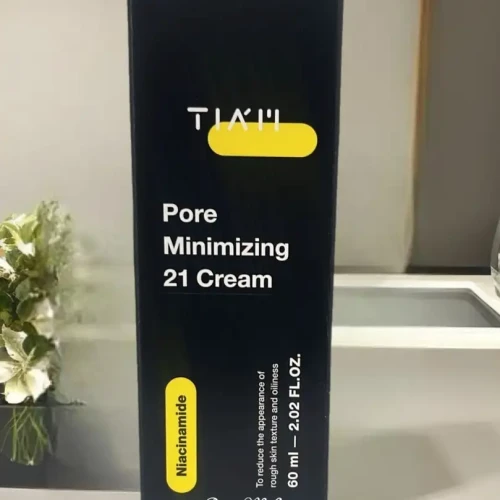 TIA'M
Pore
Minimizing
21 Cream
Niacinamide
To reduce the appearance of
rough skin texture and oiliness
60 ml — 2.02 FL.OZ.